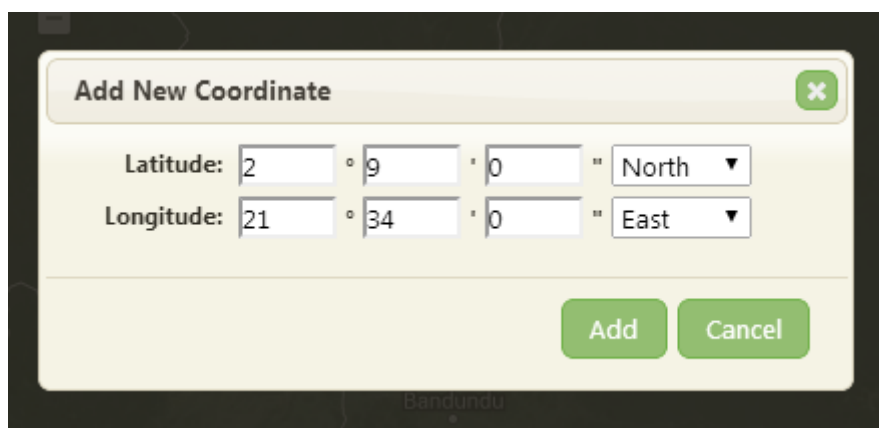 Add New Coordinate
Latitude: 2 ° 9 ' 0 " North
Longitude: 21 ° 34 ' 0 " East
Add Cancel
Bandundu